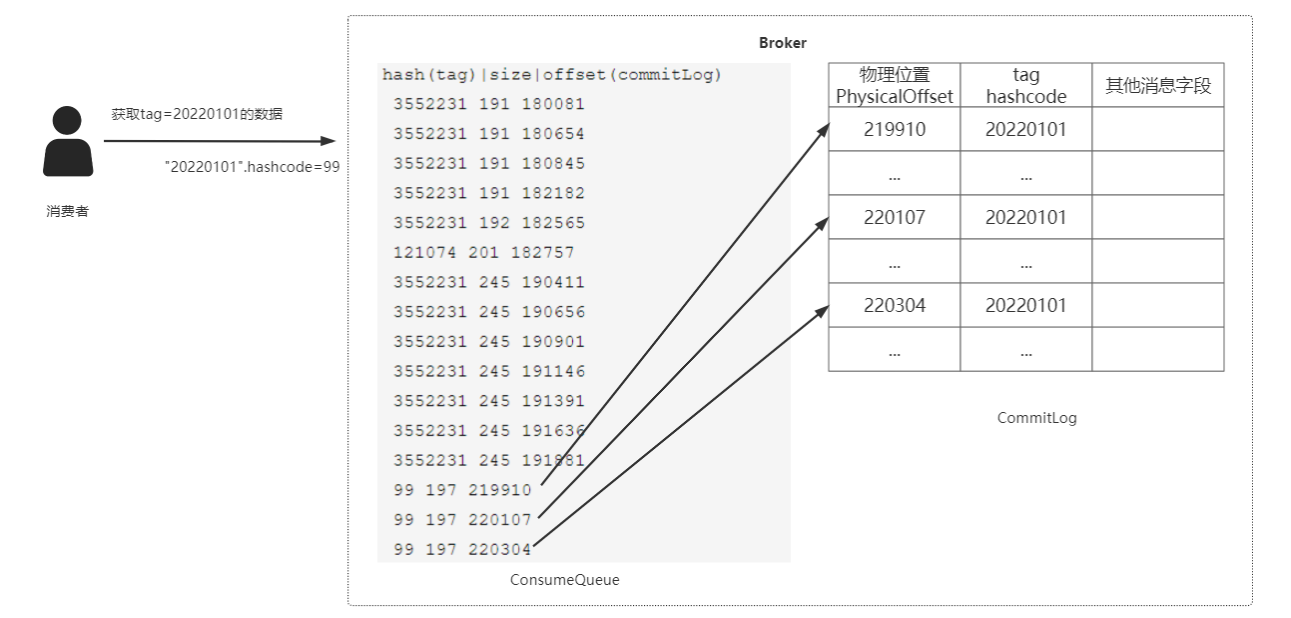 Broker
获取tag=20220101的数据
"20220101".hashcode=99
消费者
hash(tag)|size|offset(commitLog)
3552231 191 180081
3552231 191 180654
3552231 191 180845
3552231 191 182182
3552231 192 182565
121074 201 182757
3552231 245 190411
3552231 245 190656
3552231 245 190901
3552231 245 191146
3552231 245 191391
3552231 245 191636
3552231 245 191881
99 197 219910
99 197 220107
99 197 220304
ConsumeQueue
物理位置 tag 其他消息字段
PhysicalOffset hashcode
219910 20220101
... ...
220107 20220101
... ...
220304 20220101
... ...
CommitLog